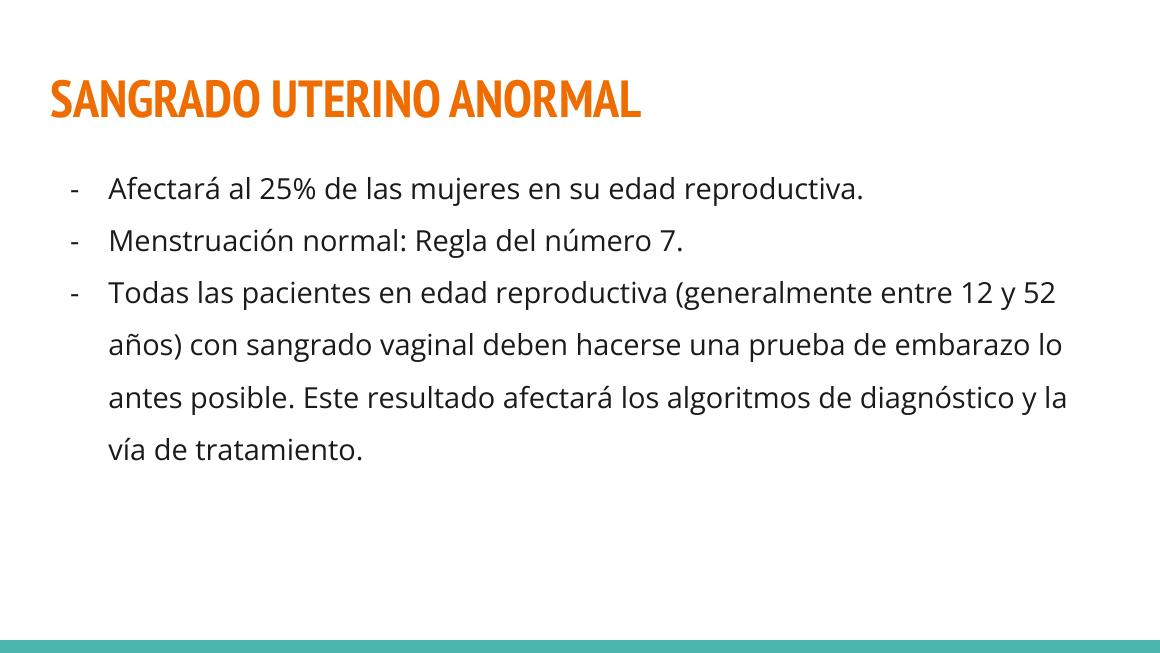 SANGRADO UTERINO ANORMAL
- Afectará al 25% de las mujeres en su edad reproductiva.
- Menstruación normal: Regla del número 7.
- Todas las pacientes en edad reproductiva (generalmente entre 12 y 52
años) con sangrado vaginal deben hacerse una prueba de embarazo lo
antes posible. Este resultado afectará los algoritmos de diagnóstico y la
vía de tratamiento.